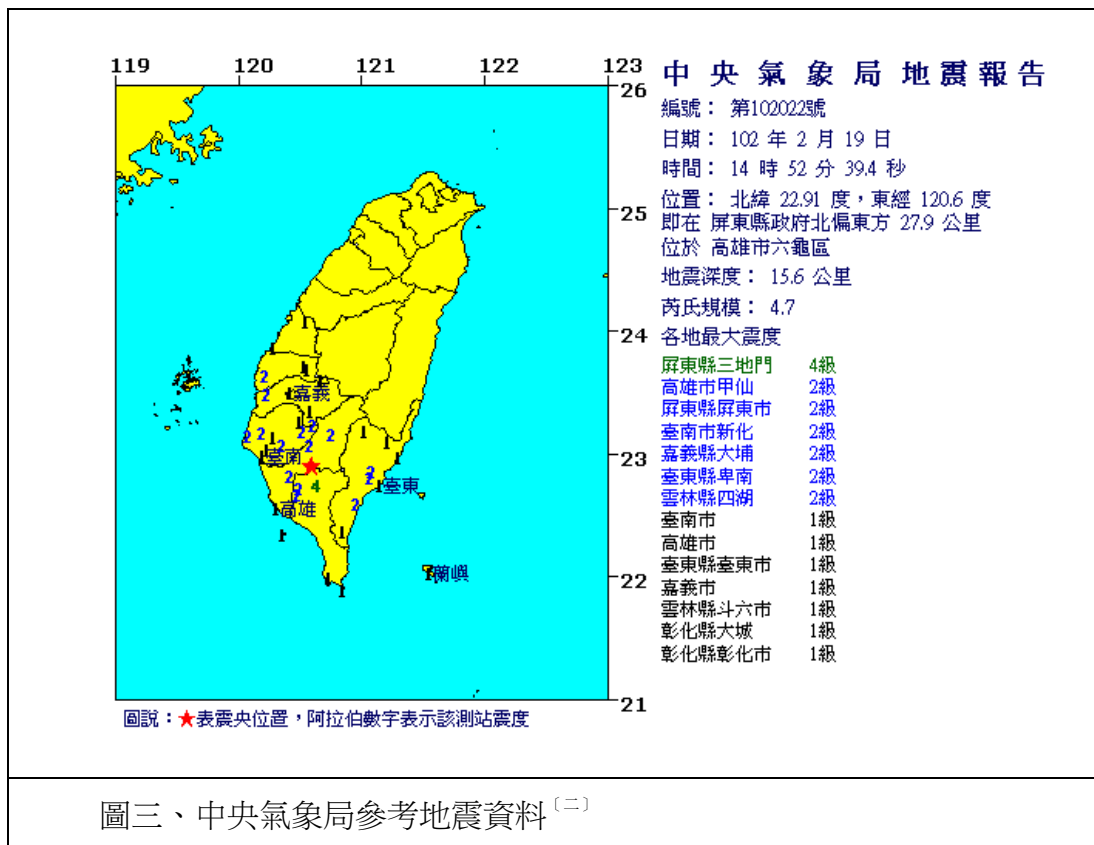 119 120 121 122 123
26
25
24
23
22
21
嘉義
臺南
臺東
高雄
蘭嶼
4
圖說：★表震央位置，阿拉伯數字表示該測站震度
中央氣象局地震報告
編號： 第102022號
日期： 102 年 2 月 19 日
時間： 14 時 52 分 39.4 秒
位置： 北緯 22.91 度，東經 120.6 度
即在 屏東縣政府北偏東方 27.9 公里
位於 高雄市六龜區
地震深度： 15.6 公里
芮氏規模： 4.7
各地最大震度
屏東縣三地門 4級
高雄市甲仙 2級
屏東縣屏東市 2級
臺南市新化 2級
嘉義縣大埔 2級
臺東縣卑南 2級
雲林縣四湖 2級
臺南市 1級
高雄市 1級
臺東縣臺東市 1級
嘉義市 1級
雲林縣斗六市 1級
彰化縣大城 1級
彰化縣彰化市 1級
圖三、中央氣象局參考地震資料〔二〕